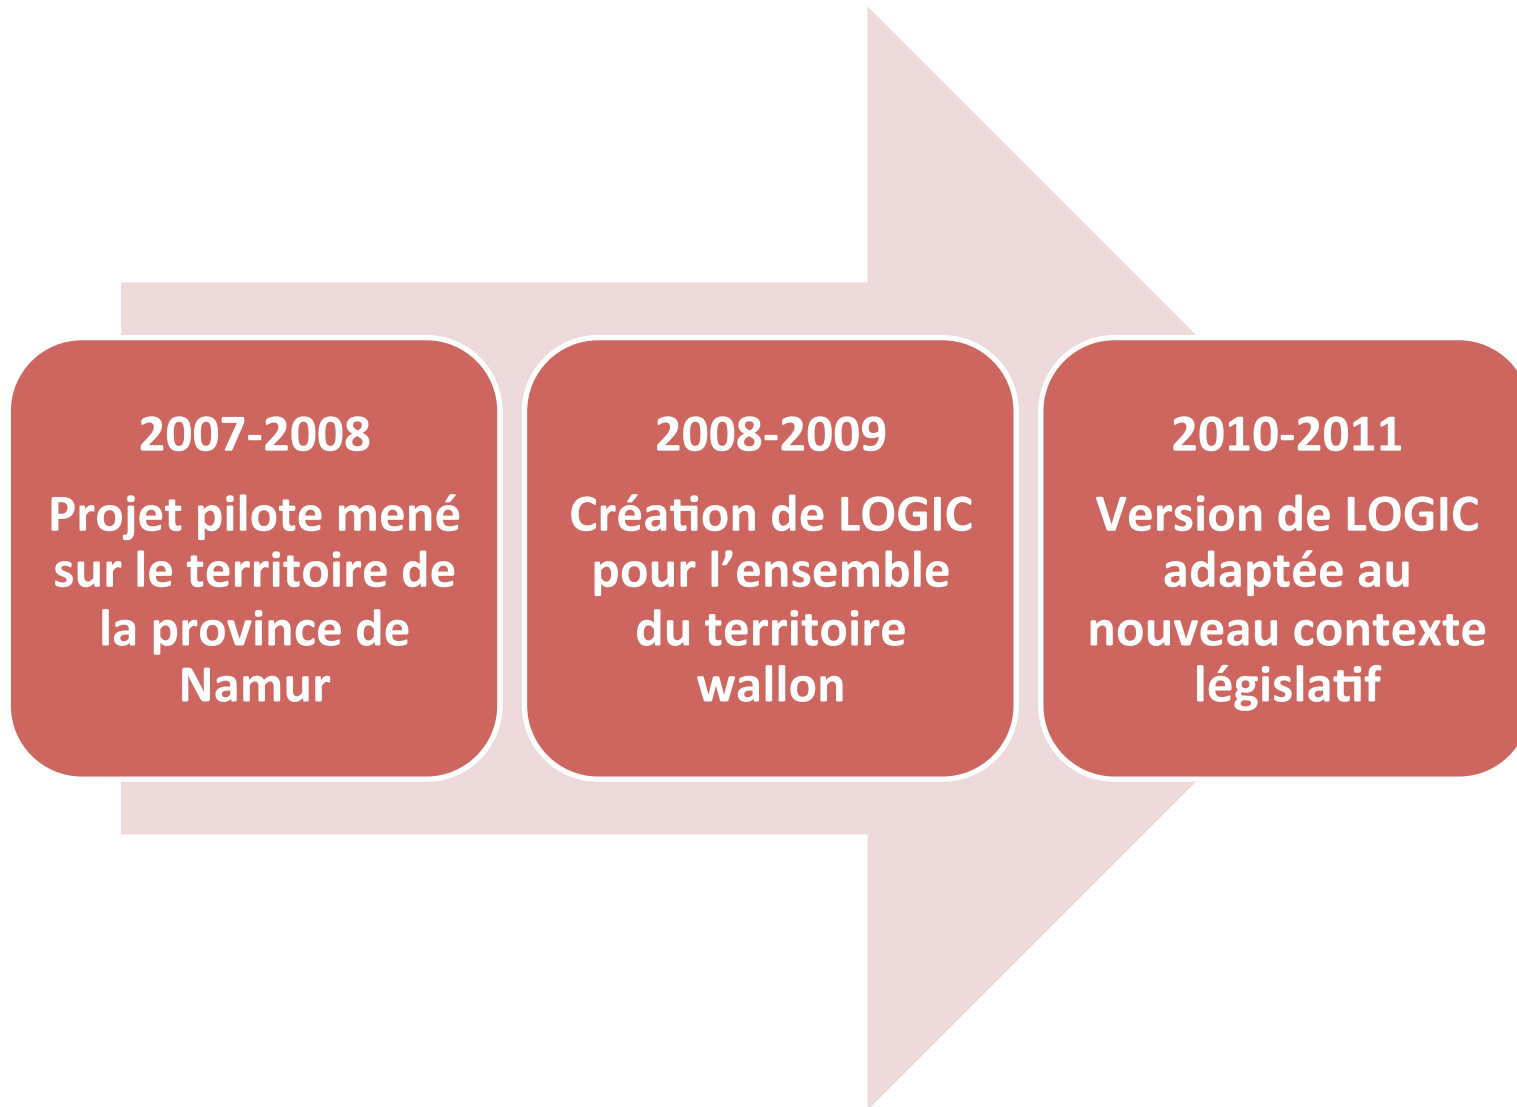 2007-2008
Projet pilote mené
sur le territoire de
la province de
Namur
2008-2009
Création de LOGIC
pour l’ensemble
du territoire
wallon
2010-2011
Version de LOGIC
adaptée au
nouveau contexte
législatif